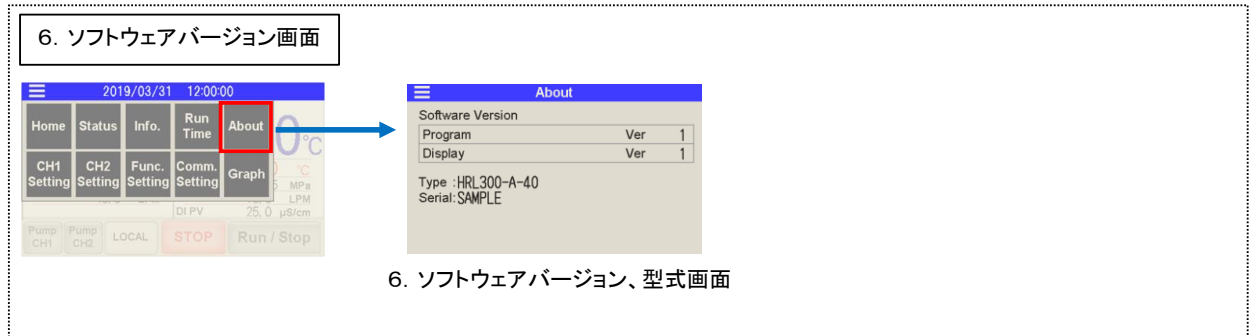 6. ソフトウェアバージョン画面
2019/03/31 12:00:00
Home Status Info. Run Time About
CH1 Setting CH2 Setting Func. Setting Comm. Setting Graph
0℃
℃
MPa
LPM
DI PV 25.0 μS/cm
Pump CH1 Pump CH2 LOCAL STOP Run / Stop
About
Software Version
Program Ver 1
Display Ver 1
Type :HRL300-A-40
Serial:SAMPLE
6. ソフトウェアバージョン、型式画面